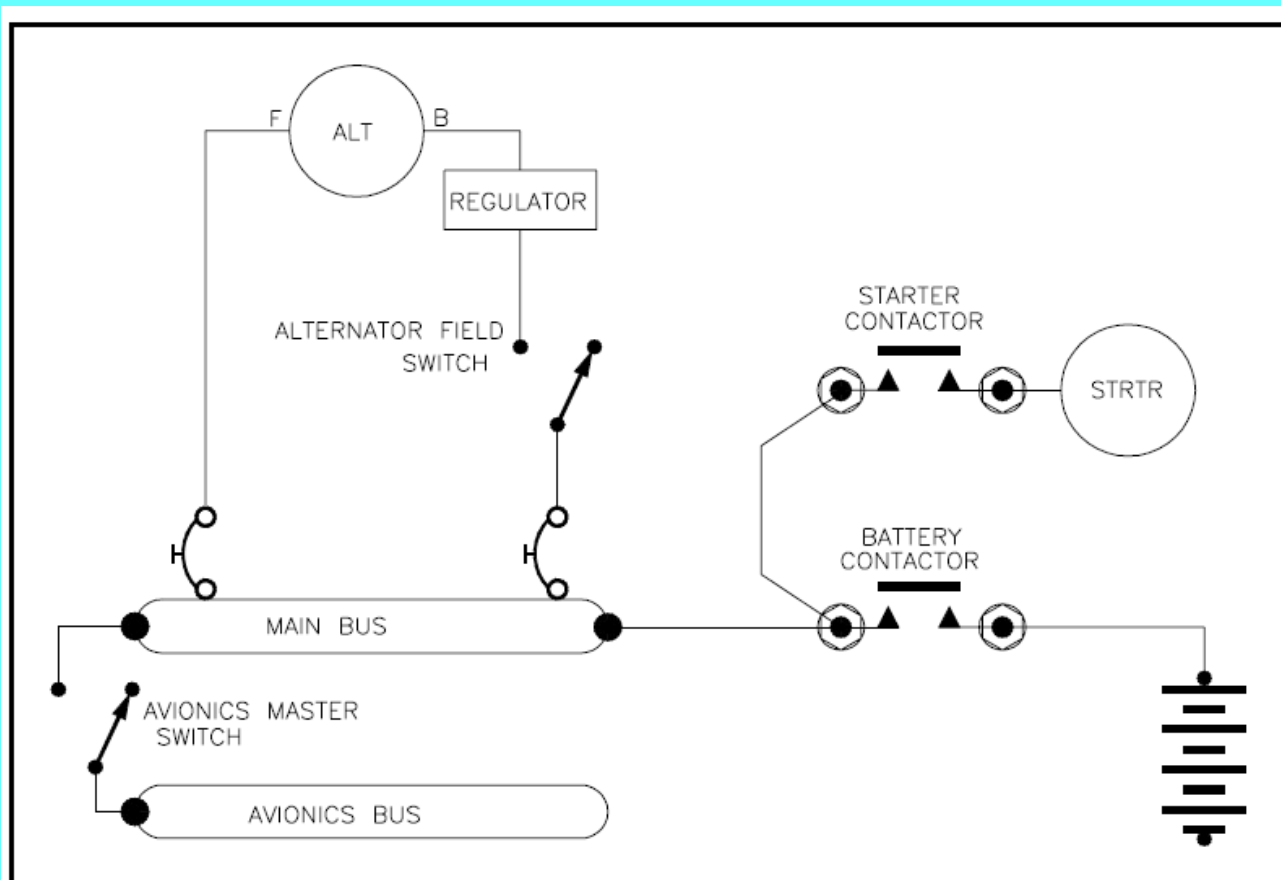 F
ALT
B
REGULATOR
ALTERNATOR FIELD
SWITCH
STARTER
CONTACTOR
STRTR
BATTERY
CONTACTOR
MAIN BUS
AVIONICS MASTER
SWITCH
AVIONICS BUS